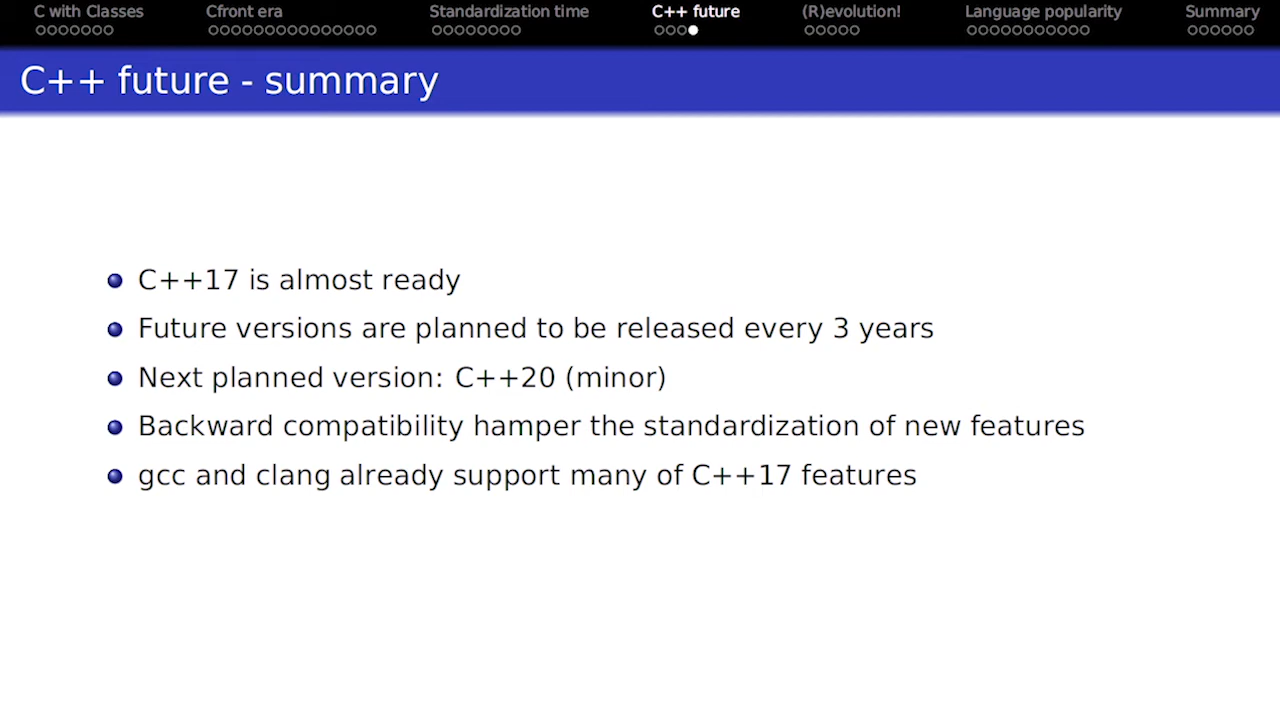 C with Classes
Cfront era
Standardization time
C++ future
(R)evolution!
Language popularity
Summary
C++ future - summary
C++17 is almost ready
Future versions are planned to be released every 3 years
Next planned version: C++20 (minor)
Backward compatibility hamper the standardization of new features
gcc and clang already support many of C++17 features